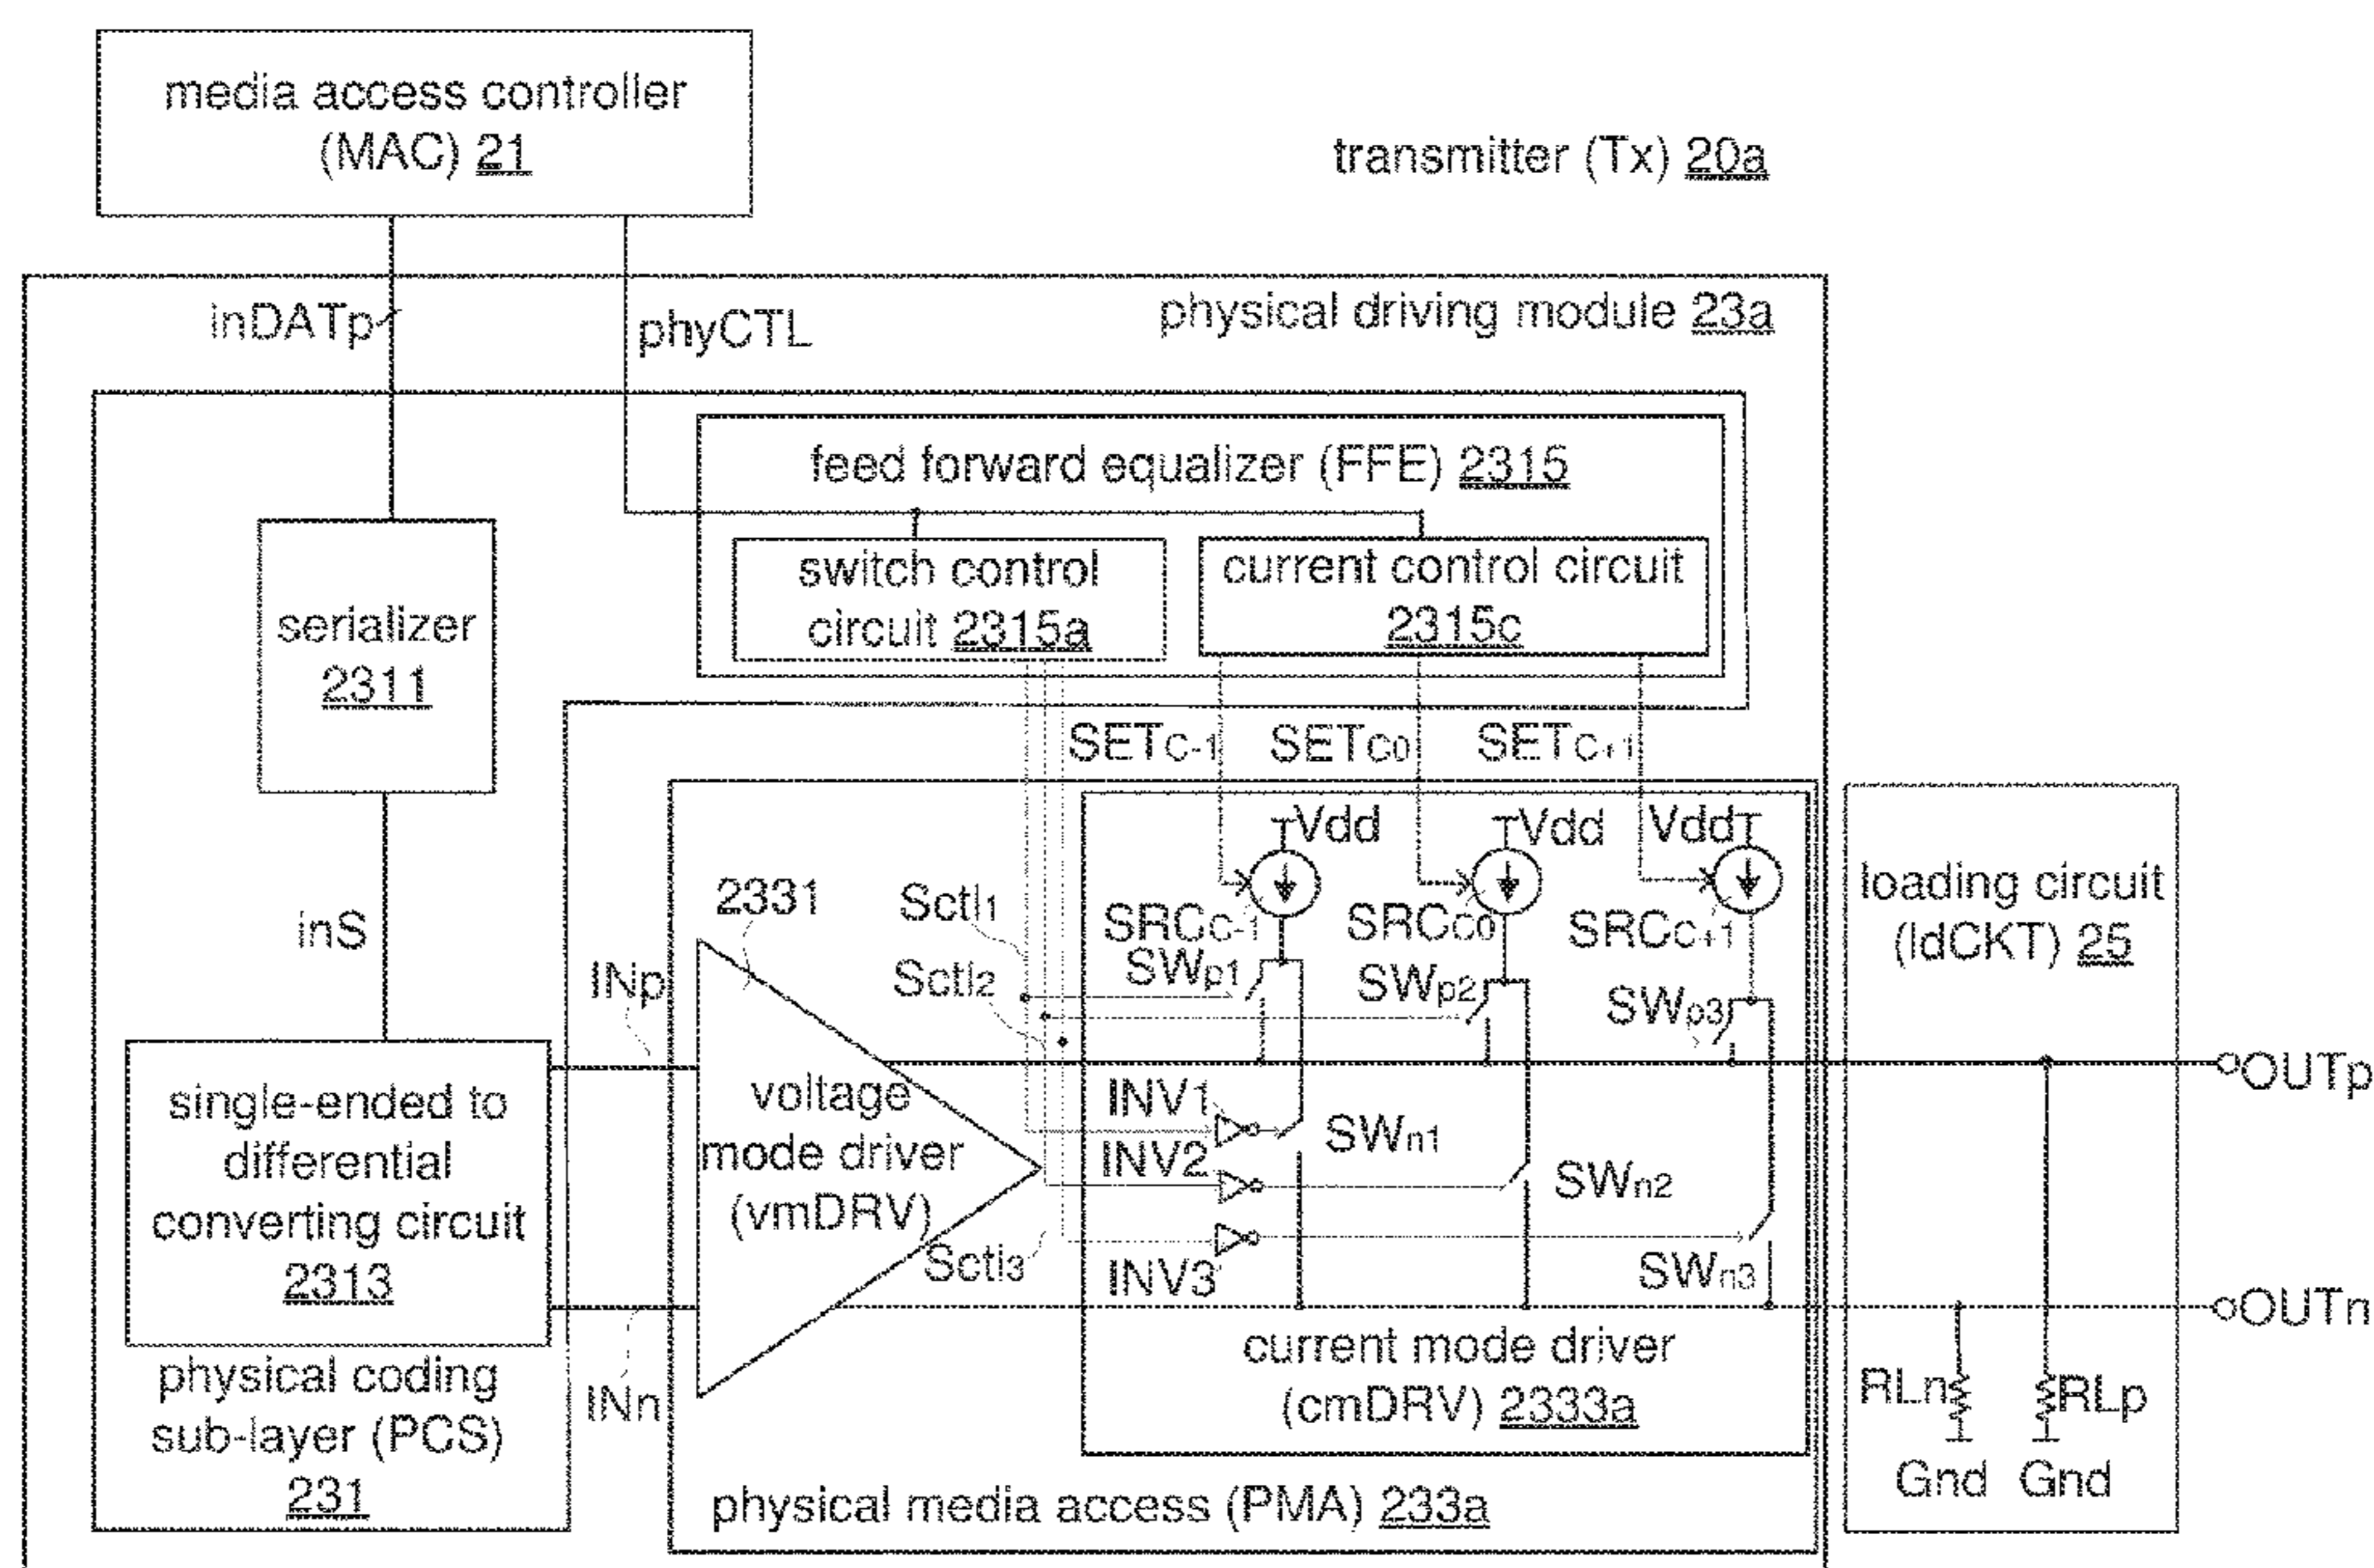 media access controller
(MAC) 21
transmitter (Tx) 20a
inDATp
phyCTL
physical driving module 23a
feed forward equalizer (FFE) 2315
switch control
circuit 2315a
current control circuit
2315c
serializer
2311
SETC-1
SETC0
SETC+1
Vdd
Vdd
Vdd
2331
Sctl1
SRCC-1
SRCC0
SRCC+1
loading circuit
(ldCKT) 25
inS
INp
Sctl2
SWp1
SWp2
SWp3
OUTp
single-ended to
differential
converting circuit
2313
voltage
mode driver
(vmDRV)
INV1
SWn1
INV2
SWn2
Sctl3
INV3
SWn3
OUTn
physical coding
sub-layer (PCS)
231
INn
current mode driver
(cmDRV) 2333a
RLn
RLp
Gnd
Gnd
physical media access (PMA) 233a